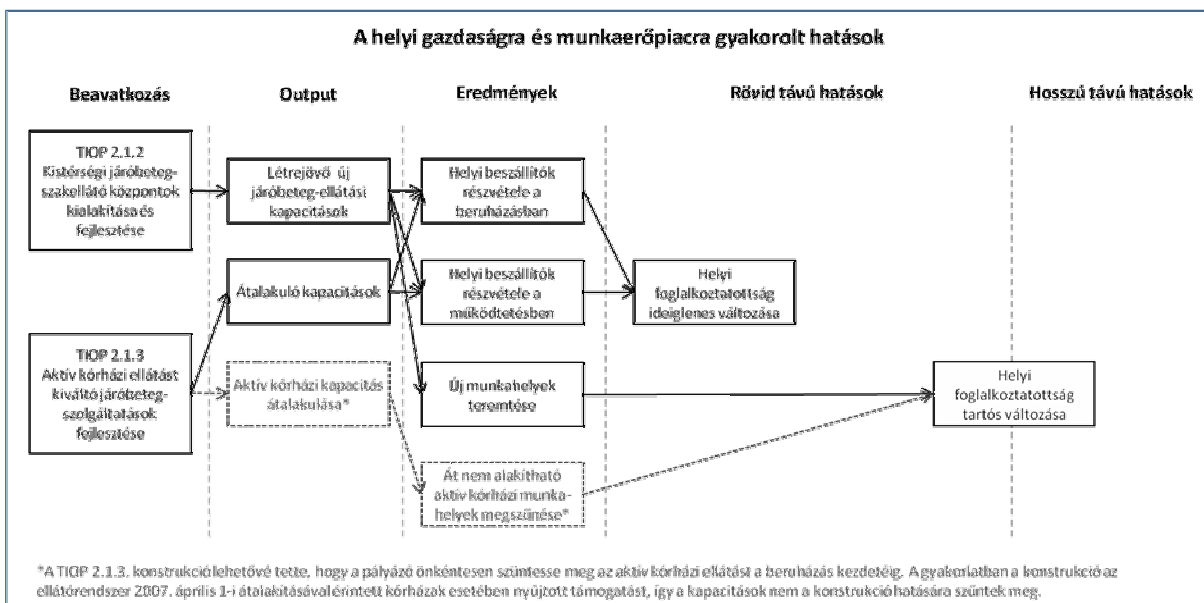 A helyi gazdaságra és munkaerőpiacra gyakorolt hatások
Beavatkozás
Output
Eredmények
Rövid távú hatások
Hosszú távú hatások
TIOP 2.1.2
Kistérségi járóbeteg-
szakellátó központok
kialakítása és
fejlesztése
Létrejövő új
járóbeteg-ellátási
kapacitások
Helyi beszállítók
részvétele a
beruházásban
Átalakuló kapacitások
Helyi beszállítók
részvétele a
működtetésben
Helyi
foglalkoztatottság
ideiglenes változása
TIOP 2.1.3
Aktív kórházi ellátást
kiváltó járóbeteg-
szolgáltatások
fejlesztése
Aktív kórházi kapacitás
átalakulása*
Új munkahelyek
teremtése
Helyi
foglalkoztatottság
tartós változása
Át nem alakítható
aktív kórházi munka-
helyek megszűnése*
*A TIOP 2.1.3. konstrukció lehetővé tette, hogy a pályázó önkéntesen szüntesse meg az aktív kórházi ellátást a beruházás kezdetéig. A gyakorlatban a konstrukció az
ellátórendszer 2007. április 1-i átalakításával érintett kórházak esetében nyújtott támogatást, így a kapacitások nem a konstrukció hatására szűntek meg.